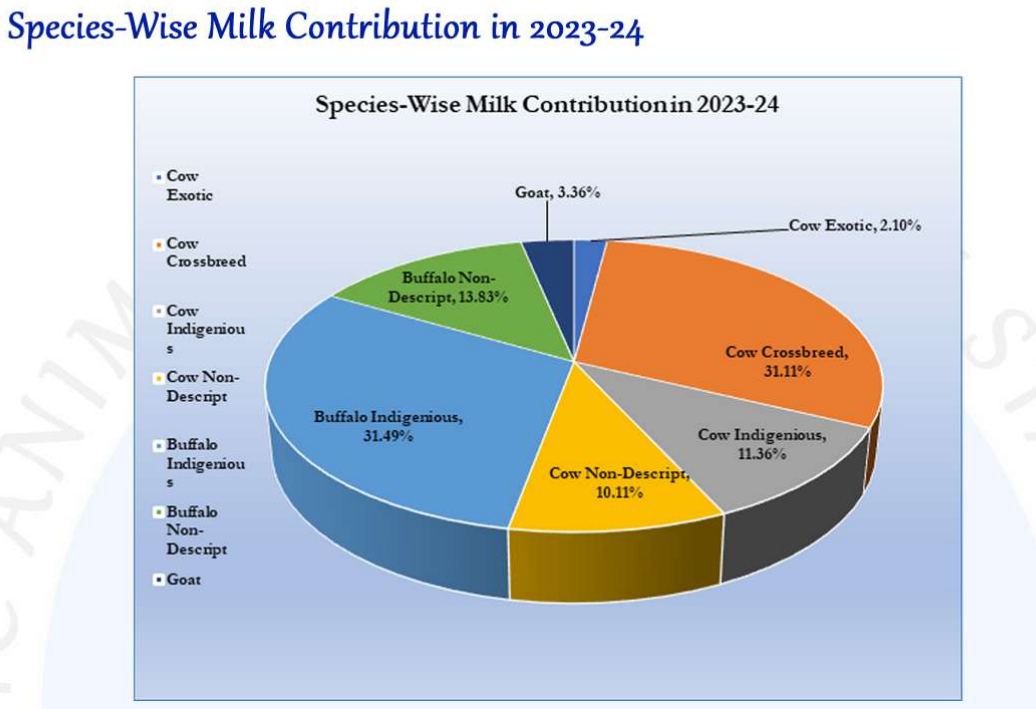 Species-Wise Milk Contribution in 2023-24
Species-Wise Milk Contribution in 2023-24
Cow
Exotic
Cow
Crossbreed
Cow
Indigeniou
s
Cow Non-
Descript
Buffalo
Indigeniou
s
Buffalo
Non-
Descript
Goat
Goat, 3.36%
Cow Exotic, 2.10%
Buffalo Non-
Descript, 13.83%
Cow Crossbreed,
31.11%
Buffalo Indigenious,
31.49%
Cow Indigenious,
11.36%
Cow Non-Descript,
10.11%